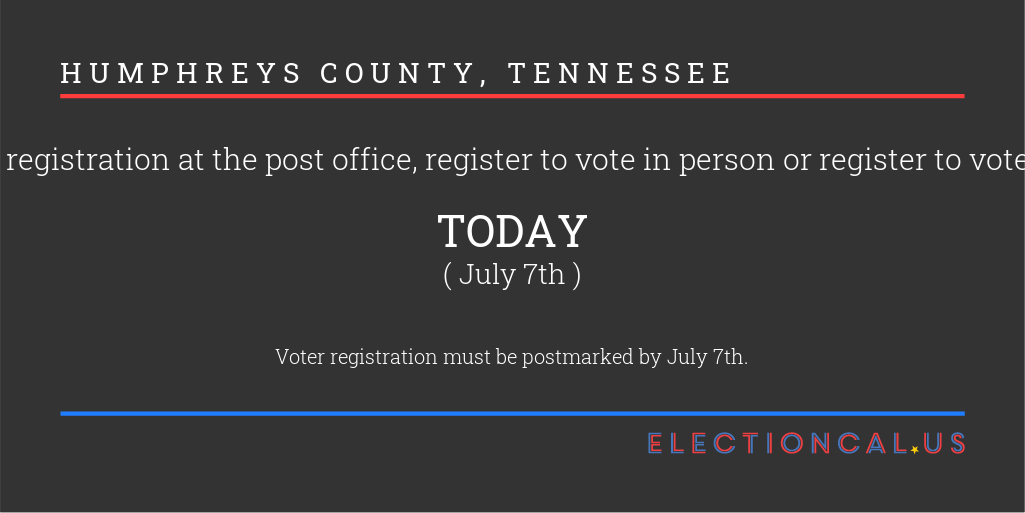 HUMPHREYS COUNTY, TENNESSEE
registration at the post office, register to vote in person or register to vote
TODAY
( July 7th )
Voter registration must be postmarked by July 7th.
ELECTIONCAL.US